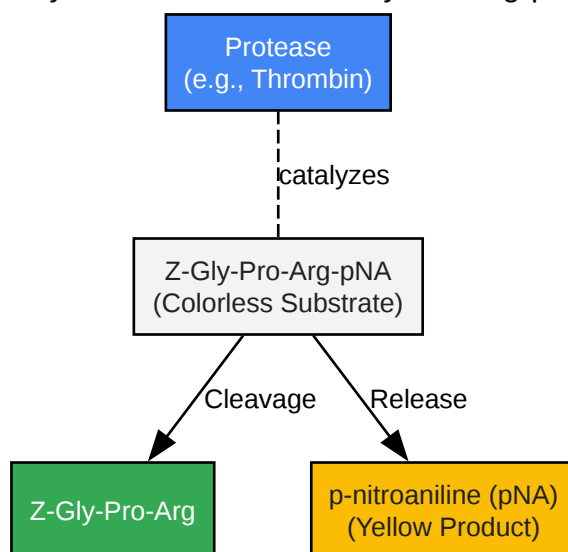 Protease
(e.g., Thrombin)
catalyzes
Z-Gly-Pro-Arg-pNA
(Colorless Substrate)
Cleavage
Release
Z-Gly-Pro-Arg
p-nitroaniline (pNA)
(Yellow Product)